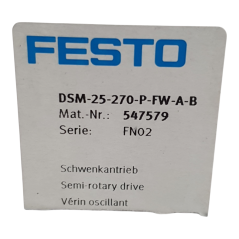 FESTO
DSM-25-270-P-FW-A-B
Mat.-Nr.: 547579
Serie: FN02
Schwenkantrieb
Semi-rotary drive
Vérin oscillant